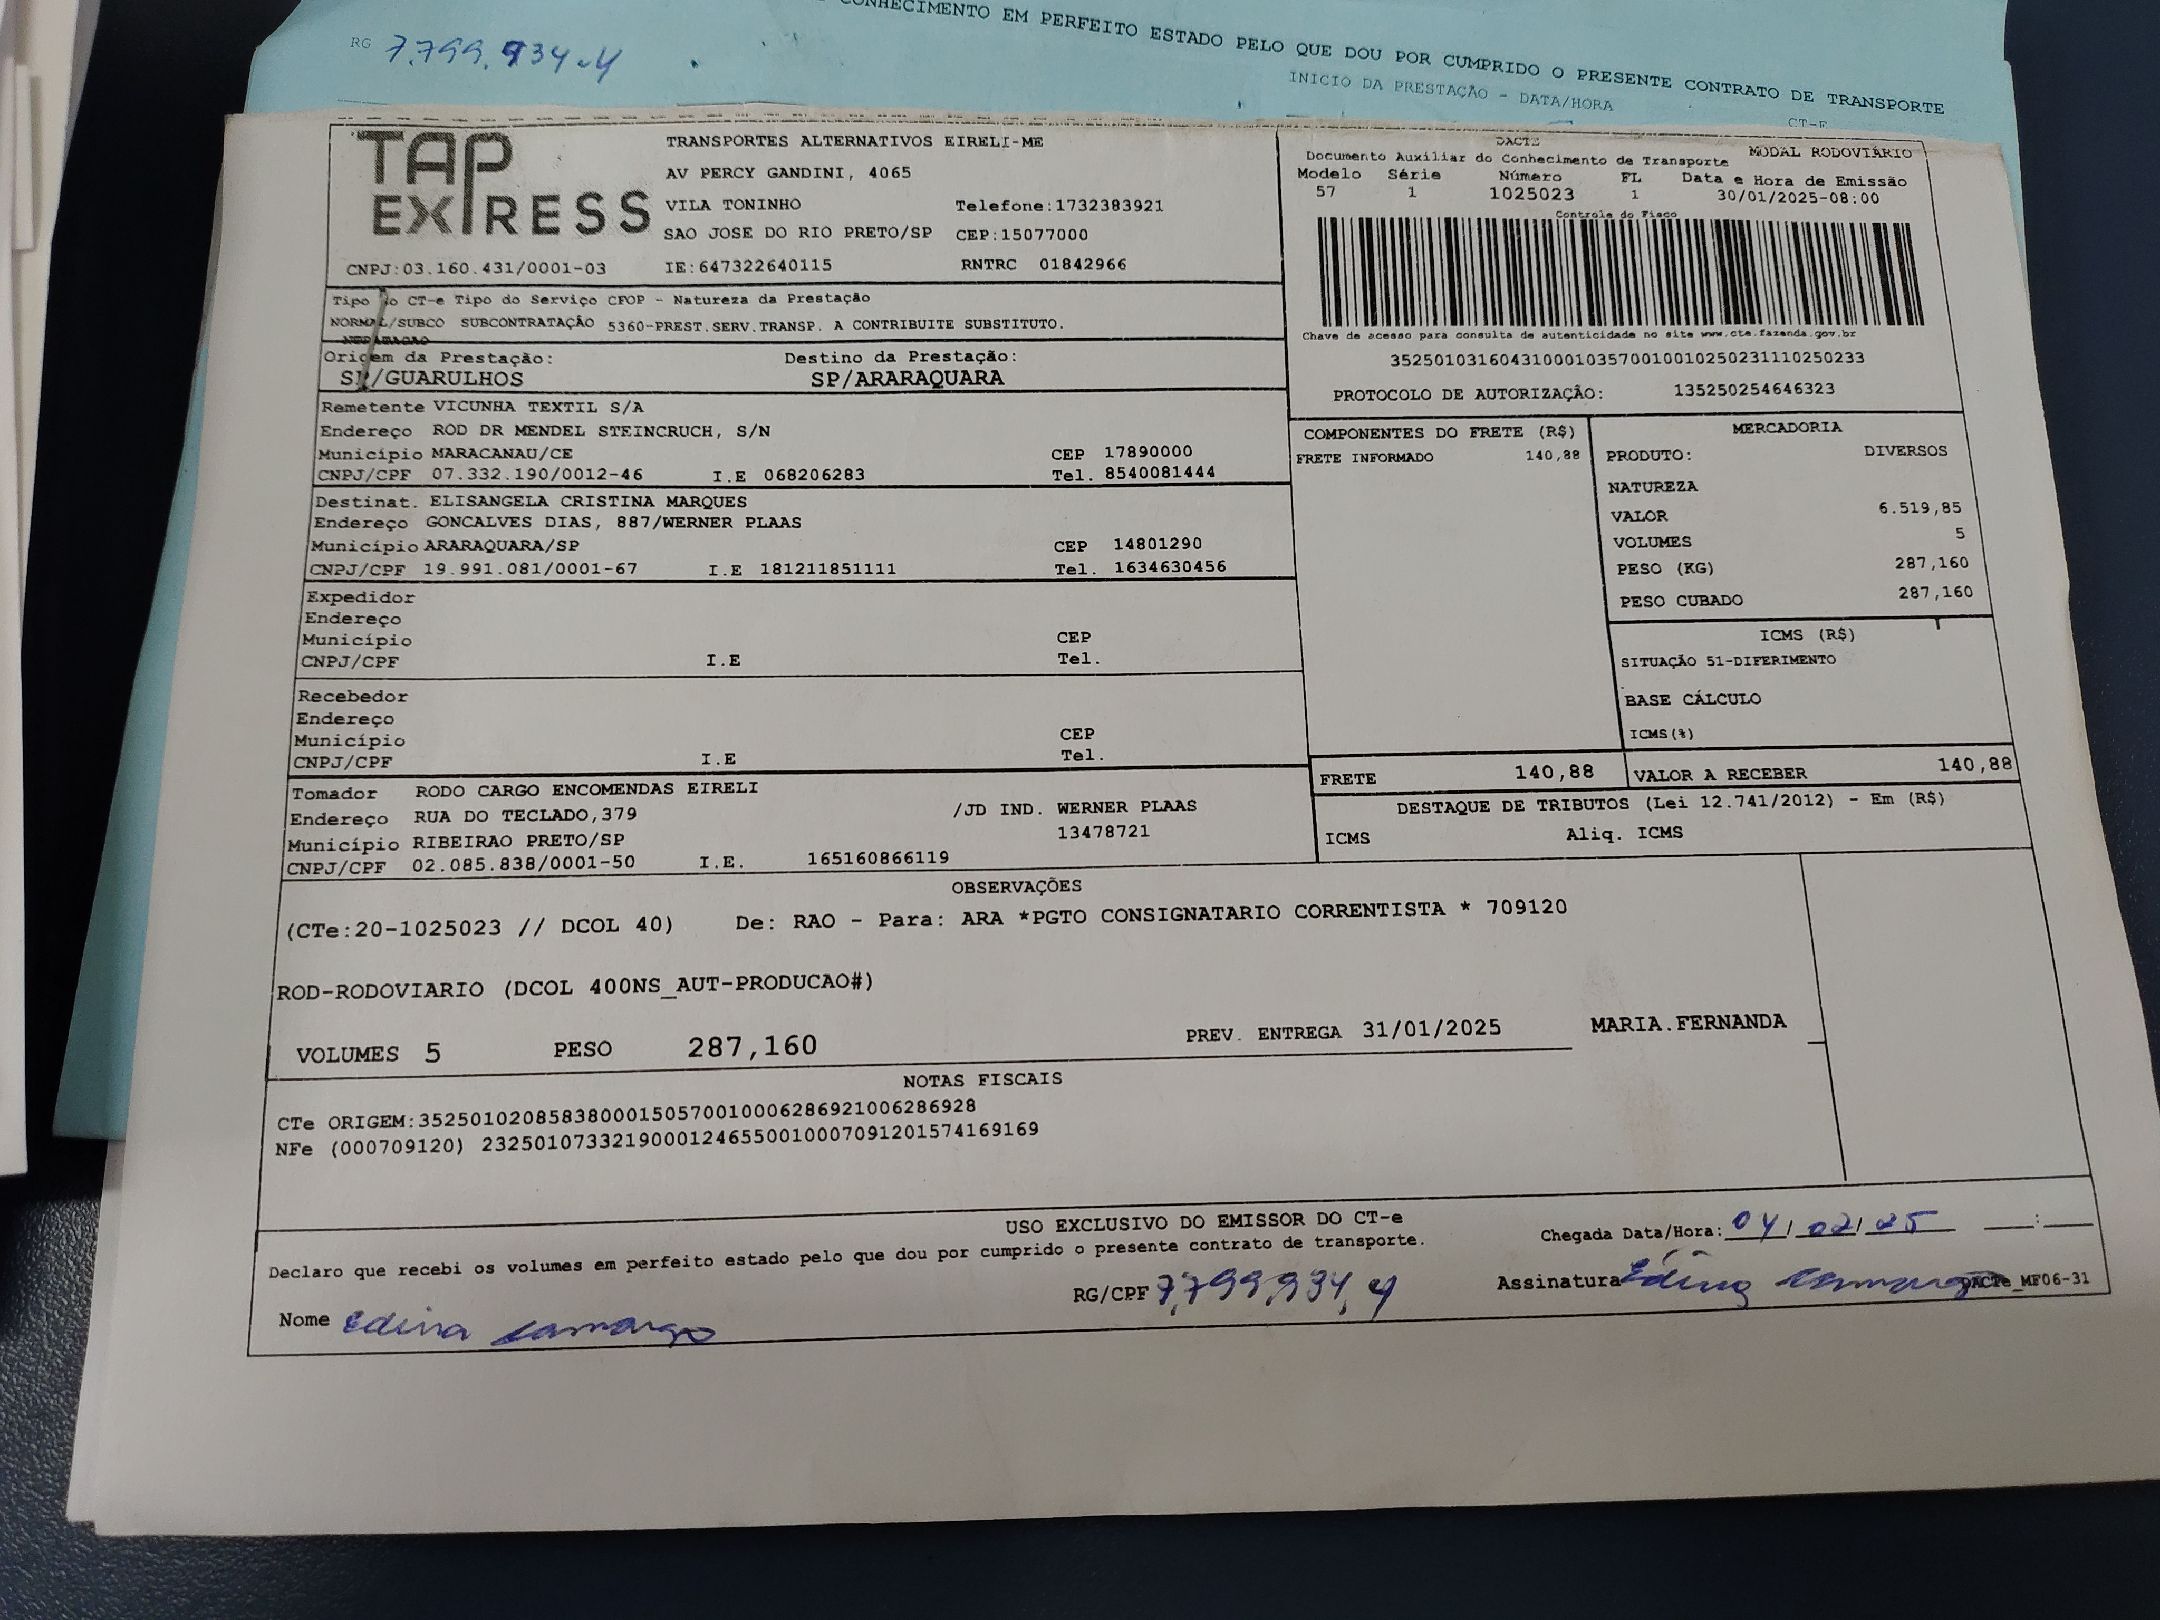 CONHECIMENTO EM PERFEITO ESTADO PELO QUE DOU POR CUMPRIDO O PRESENTE CONTRATO DE TRANSPORTE
RG 7.799.934-4
INICIO DA PRESTAÇÃO - DATA/HORA
CT-E
TAP EXPRESS
TRANSPORTES ALTERNATIVOS EIRELI-ME
AV PERCY GANDINI, 4065
VILA TONINHO Telefone:1732383921
SAO JOSE DO RIO PRETO/SP CEP:15077000
CNPJ:03.160.431/0001-03 IE:647322640115 RNTRC 01842966
DACTE MODAL RODOVIÁRIO
Documento Auxiliar do Conhecimento de Transporte
Modelo Série Número FL Data e Hora de Emissão
57 1 1025023 1 30/01/2025-08:00
Controle do Fisco
Chave de acesso para consulta de autenticidade no site www.cte.fazenda.gov.br
35250103160431000103570010010250231110250233
PROTOCOLO DE AUTORIZAÇÃO: 135250254646323
Tipo do CT-e Tipo do Serviço CFOP - Natureza da Prestação
NORMAL/SUBCO SUBCONTRATAÇÃO 5360-PREST.SERV.TRANSP. A CONTRIBUITE SUBSTITUTO.
Origem da Prestação: Destino da Prestação:
SP/GUARULHOS SP/ARARAQUARA
Remetente VICUNHA TEXTIL S/A
Endereço ROD DR MENDEL STEINCRUCH, S/N
Município MARACANAU/CE CEP 17890000
CNPJ/CPF 07.332.190/0012-46 I.E 068206283 Tel. 8540081444
Destinat. ELISANGELA CRISTINA MARQUES
Endereço GONCALVES DIAS, 887/WERNER PLAAS
Município ARARAQUARA/SP CEP 14801290
CNPJ/CPF 19.991.081/0001-67 I.E 181211851111 Tel. 1634630456
Expedidor
Endereço
Município CEP
CNPJ/CPF I.E Tel.
Recebedor
Endereço
Município CEP
CNPJ/CPF I.E Tel.
Tomador RODO CARGO ENCOMENDAS EIRELI
Endereço RUA DO TECLADO,379 /JD IND. WERNER PLAAS
Município RIBEIRAO PRETO/SP 13478721
CNPJ/CPF 02.085.838/0001-50 I.E. 165160866119
COMPONENTES DO FRETE (R$)
FRETE INFORMADO 140,88
MERCADORIA
PRODUTO: DIVERSOS
NATUREZA
VALOR 6.519,85
VOLUMES 5
PESO (KG) 287,160
PESO CUBADO 287,160
ICMS (R$)
SITUAÇÃO 51-DIFERIMENTO
BASE CÁLCULO
ICMS(%)
FRETE 140,88 VALOR A RECEBER 140,88
DESTAQUE DE TRIBUTOS (Lei 12.741/2012) - Em (R$)
ICMS Aliq. ICMS
OBSERVAÇÕES
(CTe:20-1025023 // DCOL 40) De: RAO - Para: ARA *PGTO CONSIGNATARIO CORRENTISTA * 709120
ROD-RODOVIARIO (DCOL 400NS_AUT-PRODUCAO#)
VOLUMES 5 PESO 287,160 PREV. ENTREGA 31/01/2025 MARIA.FERNANDA
NOTAS FISCAIS
CTe ORIGEM:35250102085838000150570010006286921006286928
NFe (000709120) 23250107332190001246550010007091201574169169
USO EXCLUSIVO DO EMISSOR DO CT-e
Declaro que recebi os volumes em perfeito estado pelo que dou por cumprido o presente contrato de transporte.
Chegada Data/Hora: 04/02/25 __:__
Nome Edina Camargo RG/CPF 7.799.934.4 Assinatura Edina Camargo DACTe_MF06-31